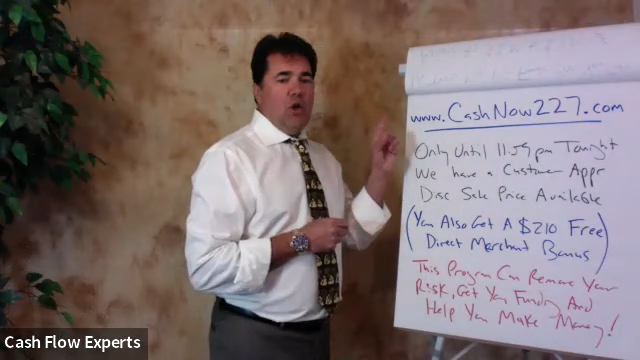 www.CashNow227.com
Only Until 11:59pm Tonight
We have a Customer Appr
Disc Sale Price Available
(You Also Get A $210 Free
Direct Merchant Bonus)
This Program Can Remove Your
Risk, Get You Funding And
Help You Make Money!
Cash Flow Experts